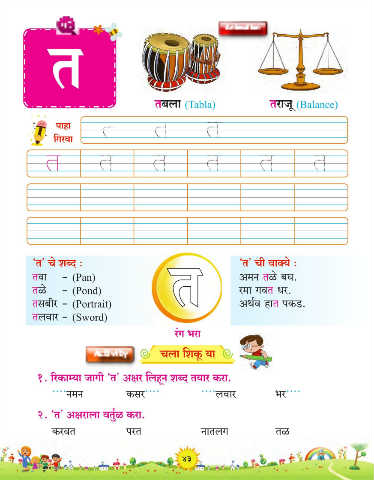 त
तबला (Tabla)
तराजू (Balance)
पाहा
गिरवा
त त त त त त
'त' चे शब्द :
तवा – (Pan)
तळे – (Pond)
तसबीर – (Portrait)
तलवार – (Sword)
त
रंग भरा
'त' ची वाक्ये :
अमन तळे बघ.
रमा गवत धर.
अर्थव हात पकड.
Activity
चला शिकू या
१. रिकाम्या जागी 'त' अक्षर लिहून शब्द तयार करा.
....नमन कसर.... ....लवार भर....
२. 'त' अक्षराला वर्तुळ करा.
करवत परत नातलग तळ
४३